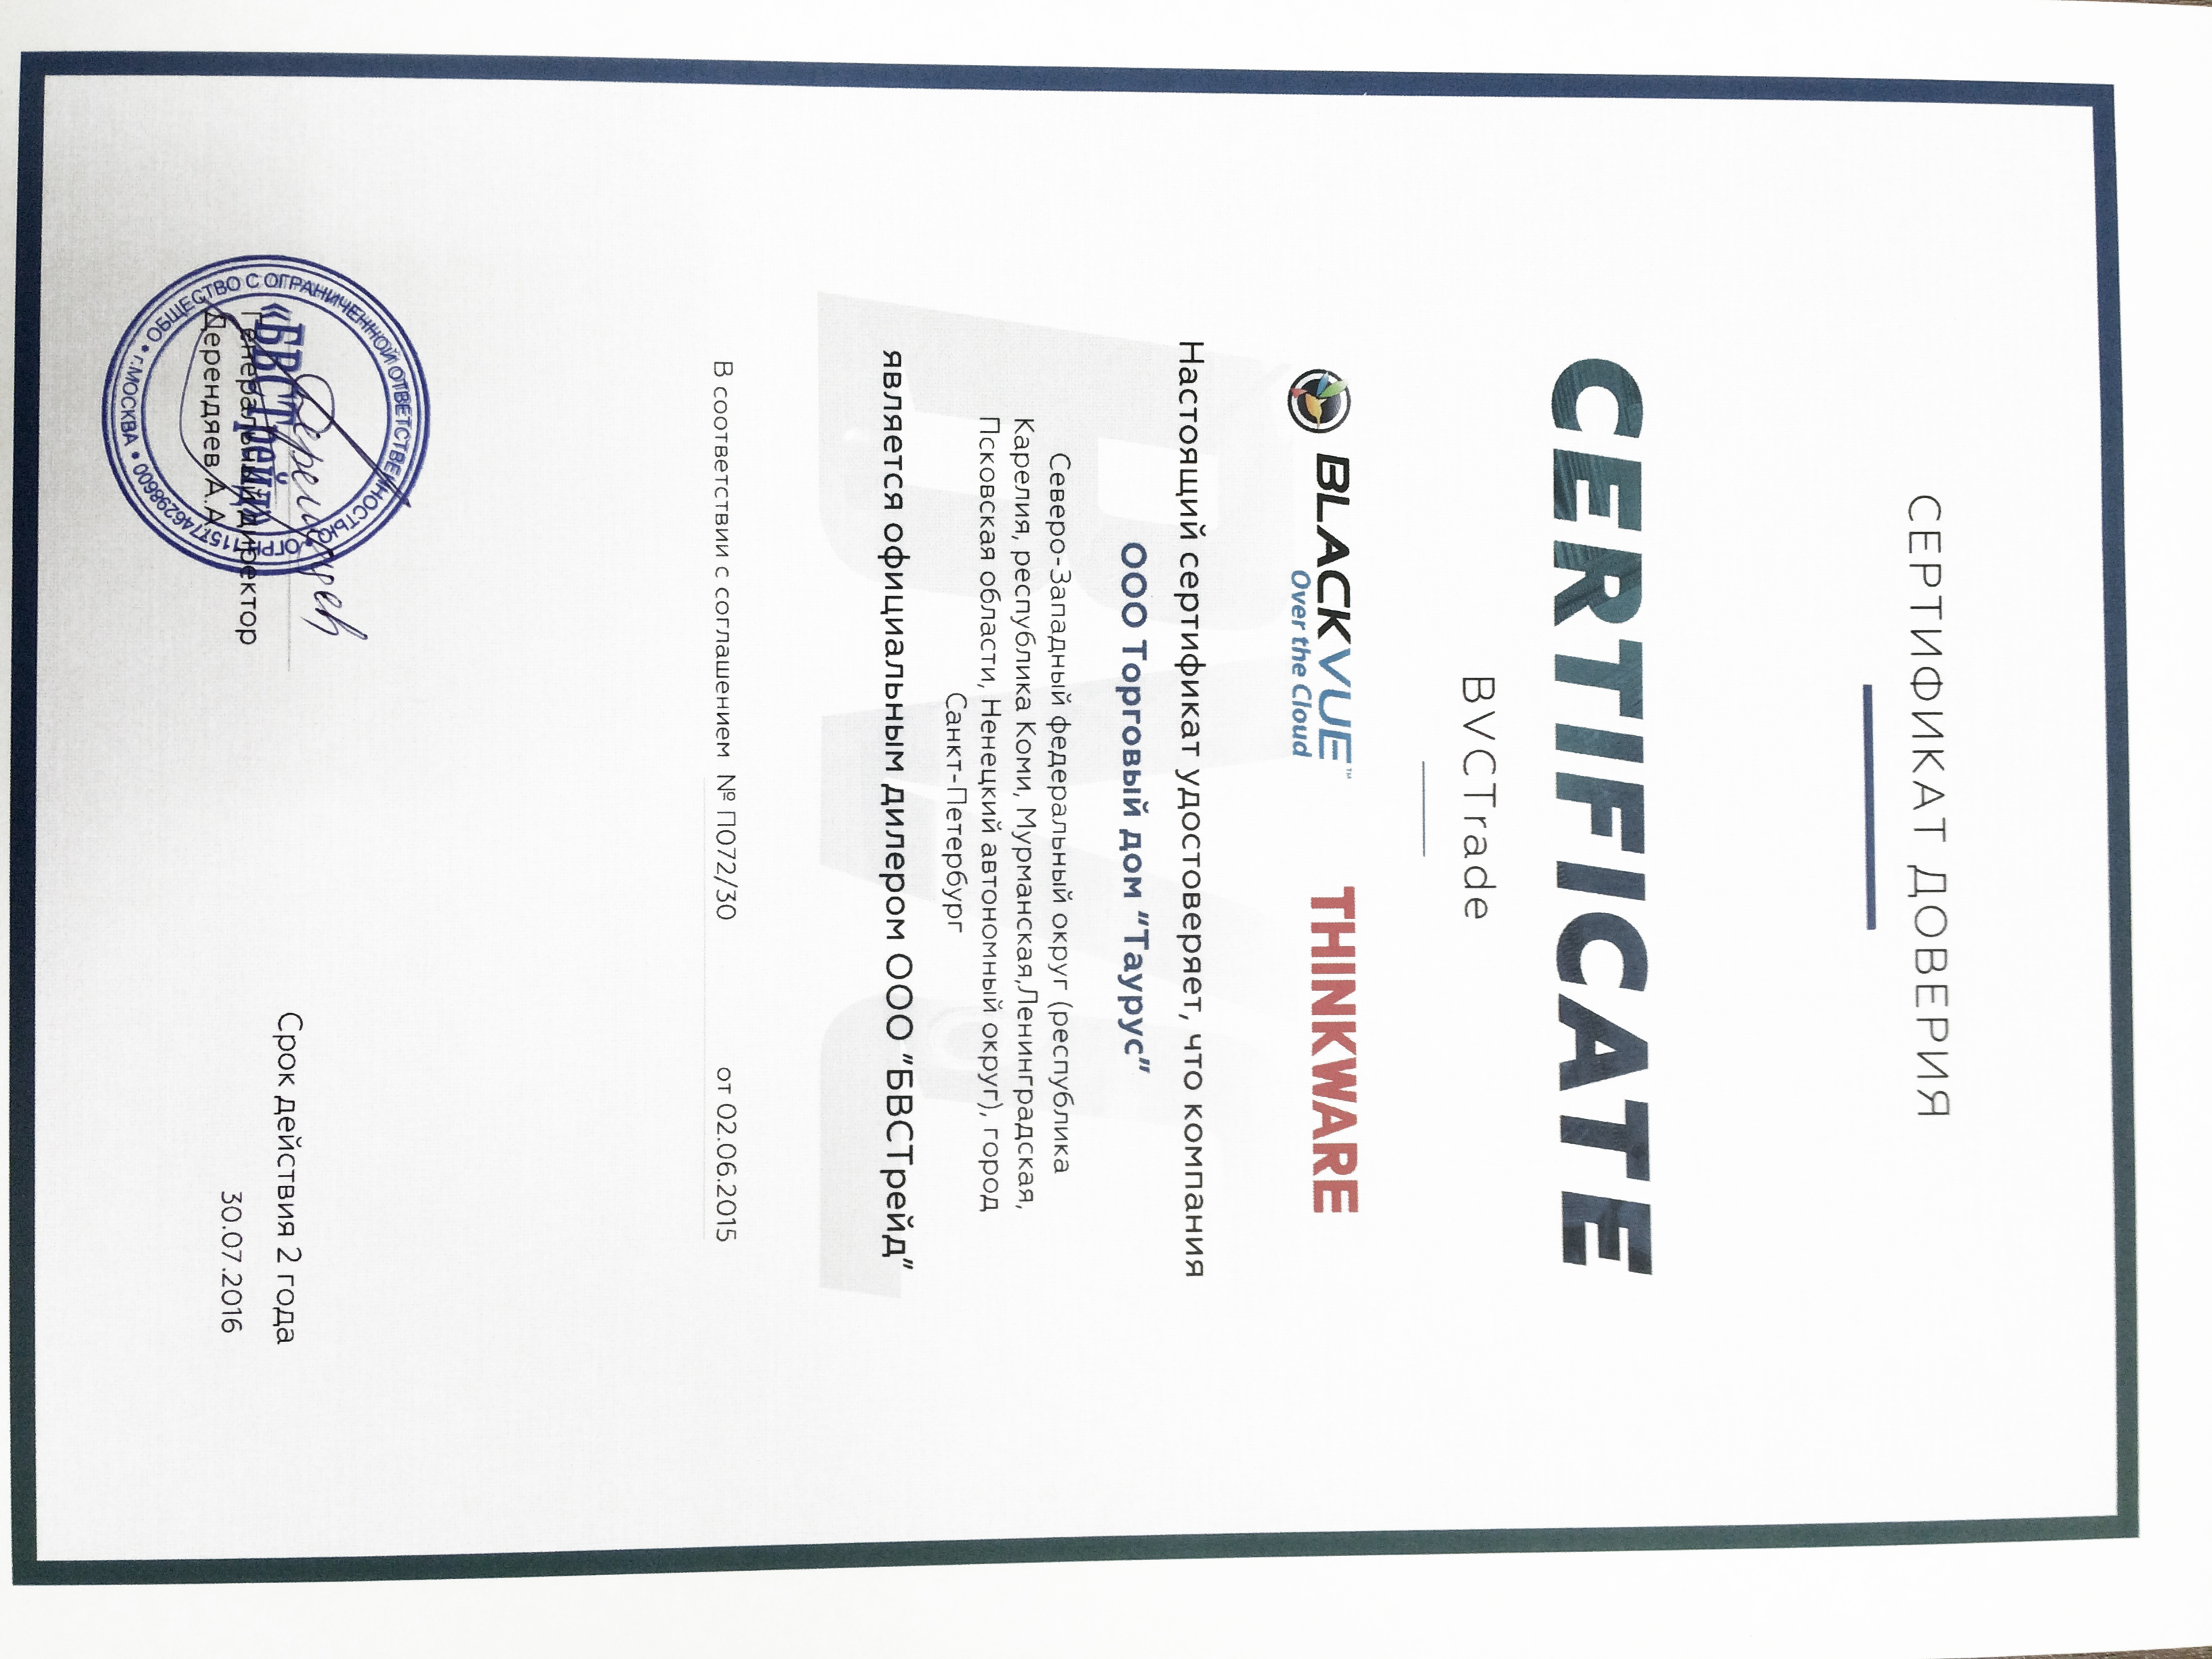 СЕРТИФИКАТ ДОВЕРИЯ
CERTIFICATE
BVCTrade
BLACKVUE™ THINKWARE
Over the Cloud
Настоящий сертификат удостоверяет, что компания
ООО Торговый дом “Таурус”
Северо-Западный федеральный округ (республика
Карелия, республика Коми, Мурманская,Ленинградская,
Псковская области, Ненецкий автономный округ), город
Санкт-Петербург
является официальным дилером ООО “БВСТрейд”
В соответствии с соглашением № П072/30 от 02.06.2015
Срок действия 2 года
30.07.2016
Генеральный директор
Дерендяев А.А.
ОБЩЕСТВО С ОГРАНИЧЕННОЙ ОТВЕТСТВЕННОСТЬЮ
«БВСТрейд»
ОГРН 1157746298600
г.МОСКВА